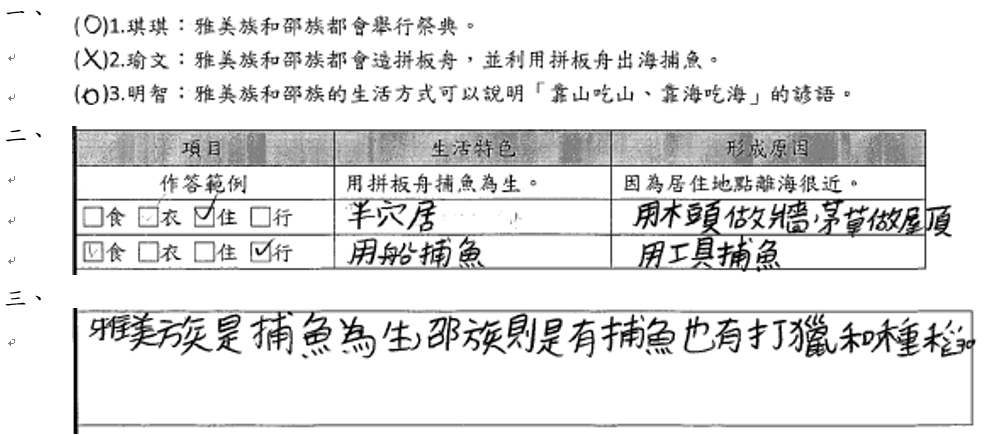 一、
(O)1.琪琪：雅美族和邵族都會舉行祭典。
(X)2.瑜文：雅美族和邵族都會造拼板舟，並利用拼板舟出海捕魚。
(O)3.明智：雅美族和邵族的生活方式可以說明「靠山吃山、靠海吃海」的諺語。
二、
項目 生活特色 形成原因
作答範例 用拼板舟捕魚為生。 因為居住地點離海很近。
□食 □衣 ☑住 □行 半穴居 用木頭做牆，茅草做屋頂
☑食 □衣 □住 ☑行 用船捕魚 用工具捕魚
三、
雅美族是捕魚為生，邵族則是有捕魚也有打獵和種稻